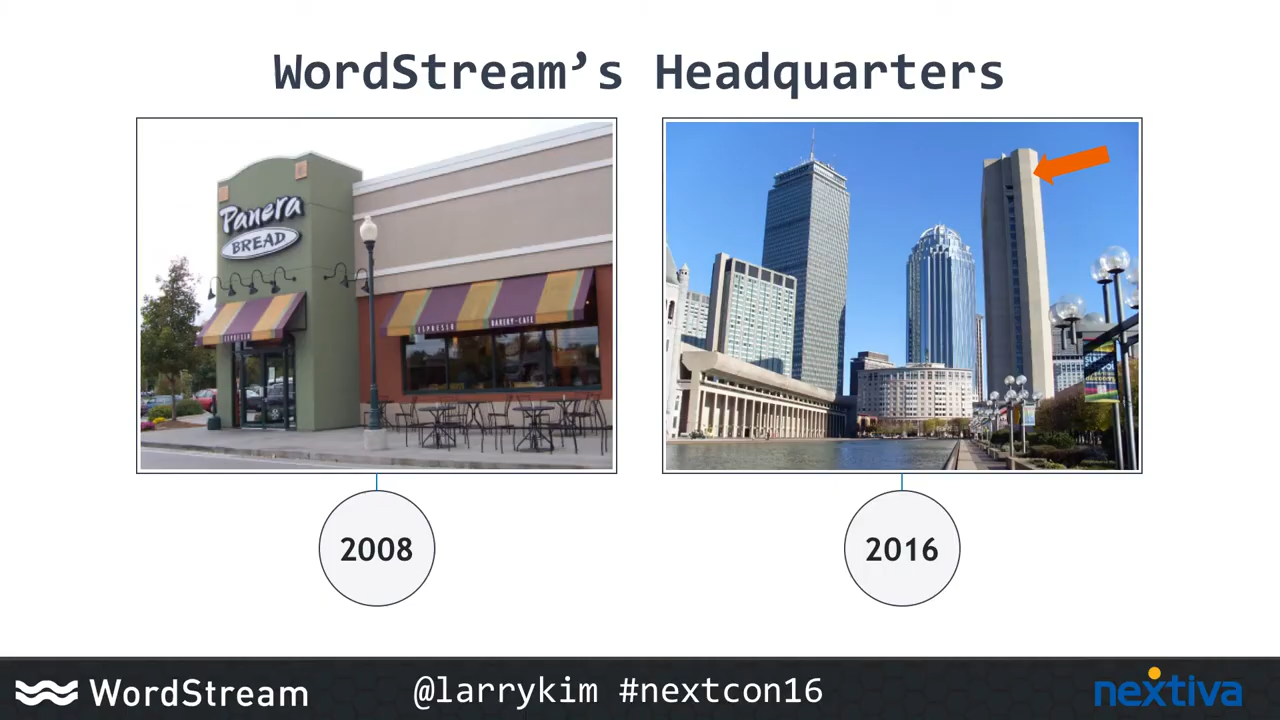 WordStream’s Headquarters
Panera
BREAD
ESPRESSO
ESPRESSO BAKERY-CAFE
2008
2016
WordStream
@larrykim #nextcon16
nextiva